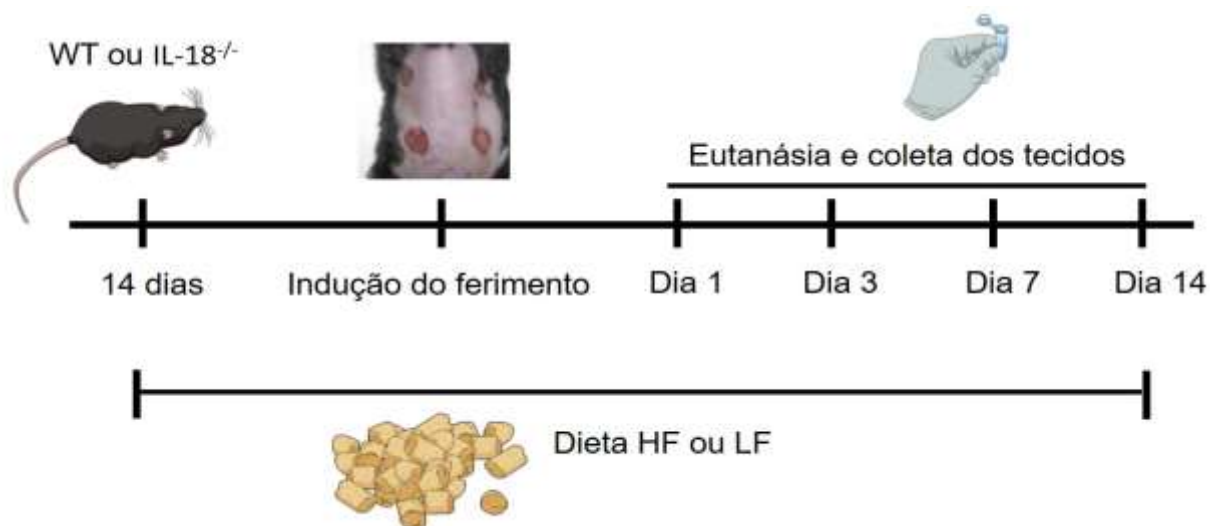 WT ou IL-18⁻/⁻
Eutanásia e coleta dos tecidos
14 dias
Indução do ferimento
Dia 1
Dia 3
Dia 7
Dia 14
Dieta HF ou LF